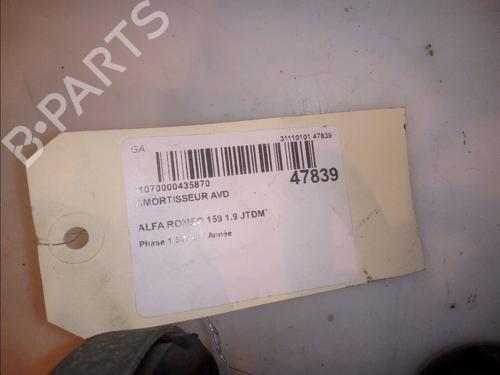 B-PARTS
GA
31110101 47839
1070000435870
47839
AMORTISSEUR AVD
ALFA ROMEO 159 1.9 JTDM
Phase 1 Année